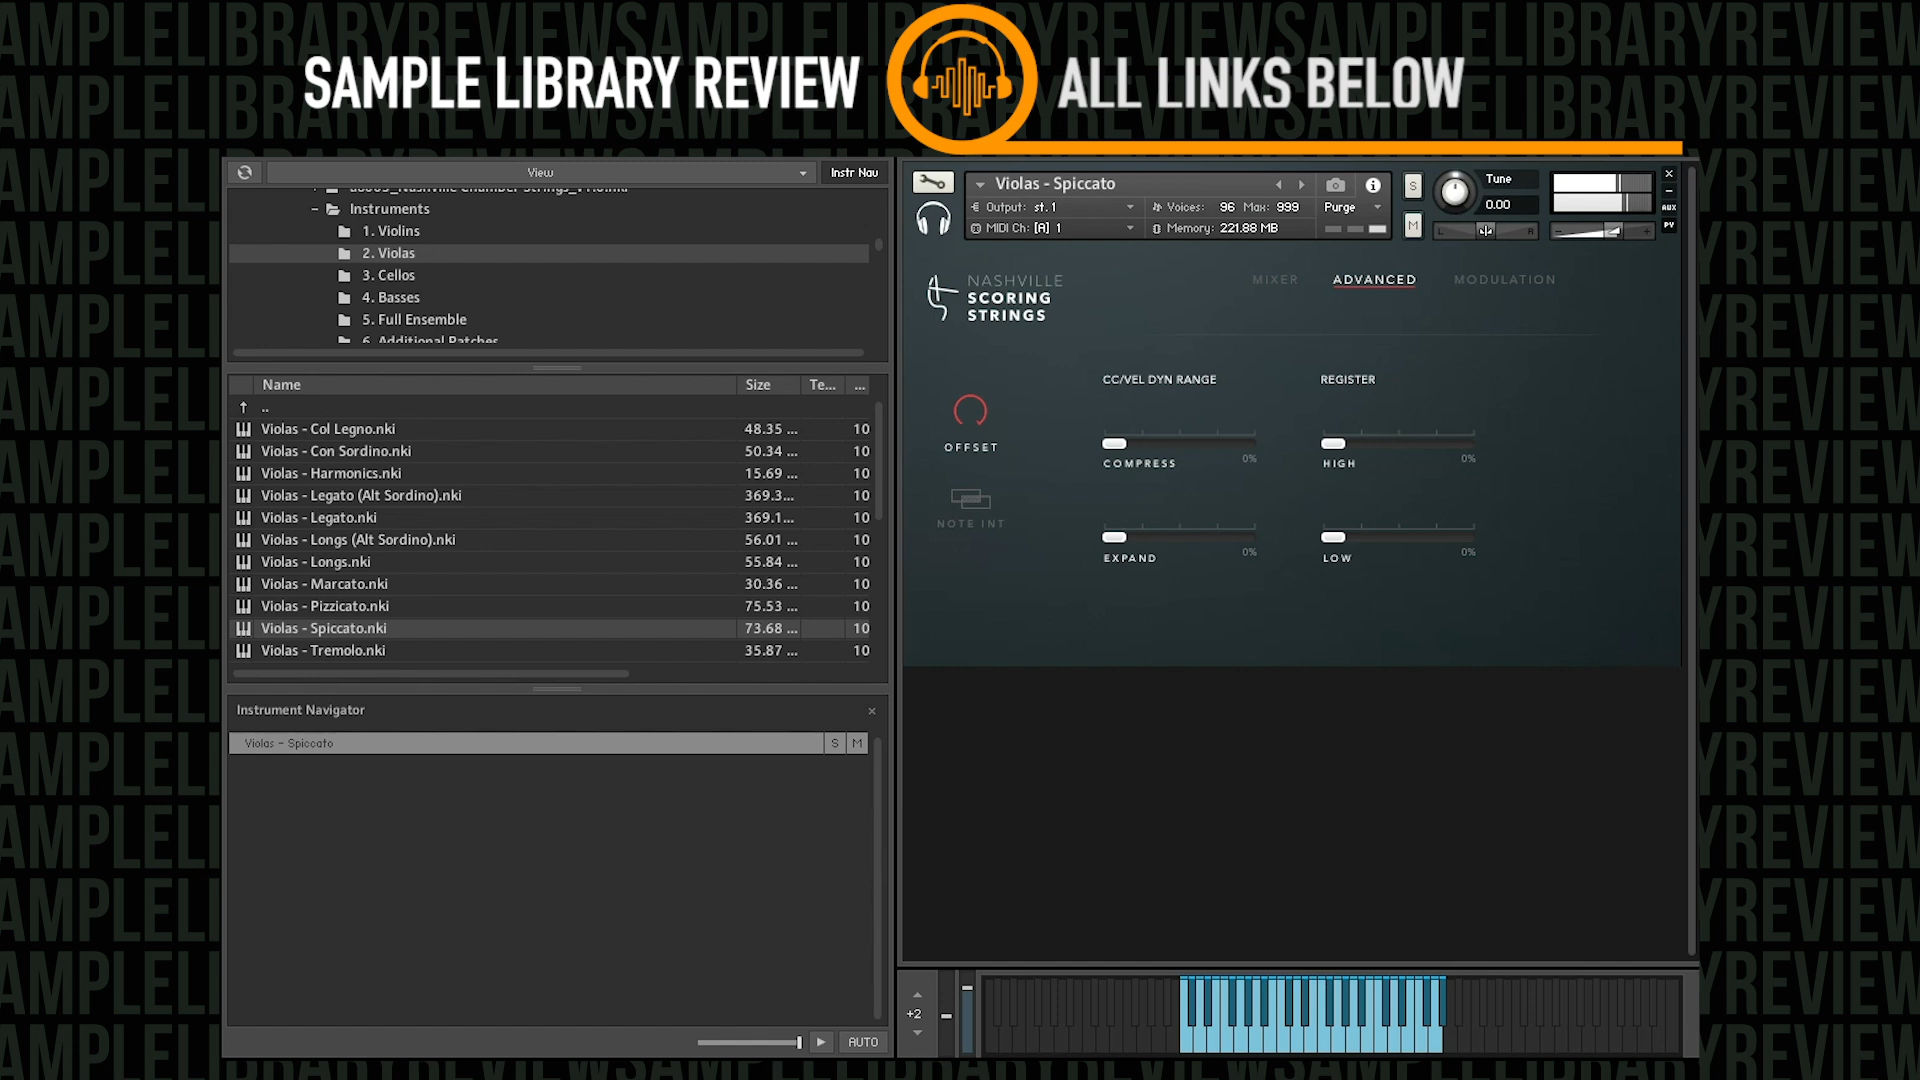 SAMPLE LIBRARY REVIEW
ALL LINKS BELOW
View
Instr Nav
Instruments
1. Violins
2. Violas
3. Cellos
4. Basses
5. Full Ensemble
6. Additional Patches
Name Size Te... ...
..
Violas - Col Legno.nki 48.35 ... 10
Violas - Con Sordino.nki 50.34 ... 10
Violas - Harmonics.nki 15.69 ... 10
Violas - Legato (Alt Sordino).nki 369.3... 10
Violas - Legato.nki 369.1... 10
Violas - Longs (Alt Sordino).nki 56.01 ... 10
Violas - Longs.nki 55.84 ... 10
Violas - Marcato.nki 30.36 ... 10
Violas - Pizzicato.nki 75.53 ... 10
Violas - Spiccato.nki 73.68 ... 10
Violas - Tremolo.nki 35.87 ... 10
Instrument Navigator ×
Violas - Spiccato S M
AUTO
Violas - Spiccato
Output: st. 1 Voices: 96 Max: 999 Purge
MIDI Ch: [A] 1 Memory: 221.88 MB
S
M
Tune
0.00
L R
AUX
PV
NASHVILLE
SCORING
STRINGS
MIXER ADVANCED MODULATION
CC/VEL DYN RANGE REGISTER
OFFSET
COMPRESS 0% HIGH 0%
NOTE INT
EXPAND 0% LOW 0%
+2